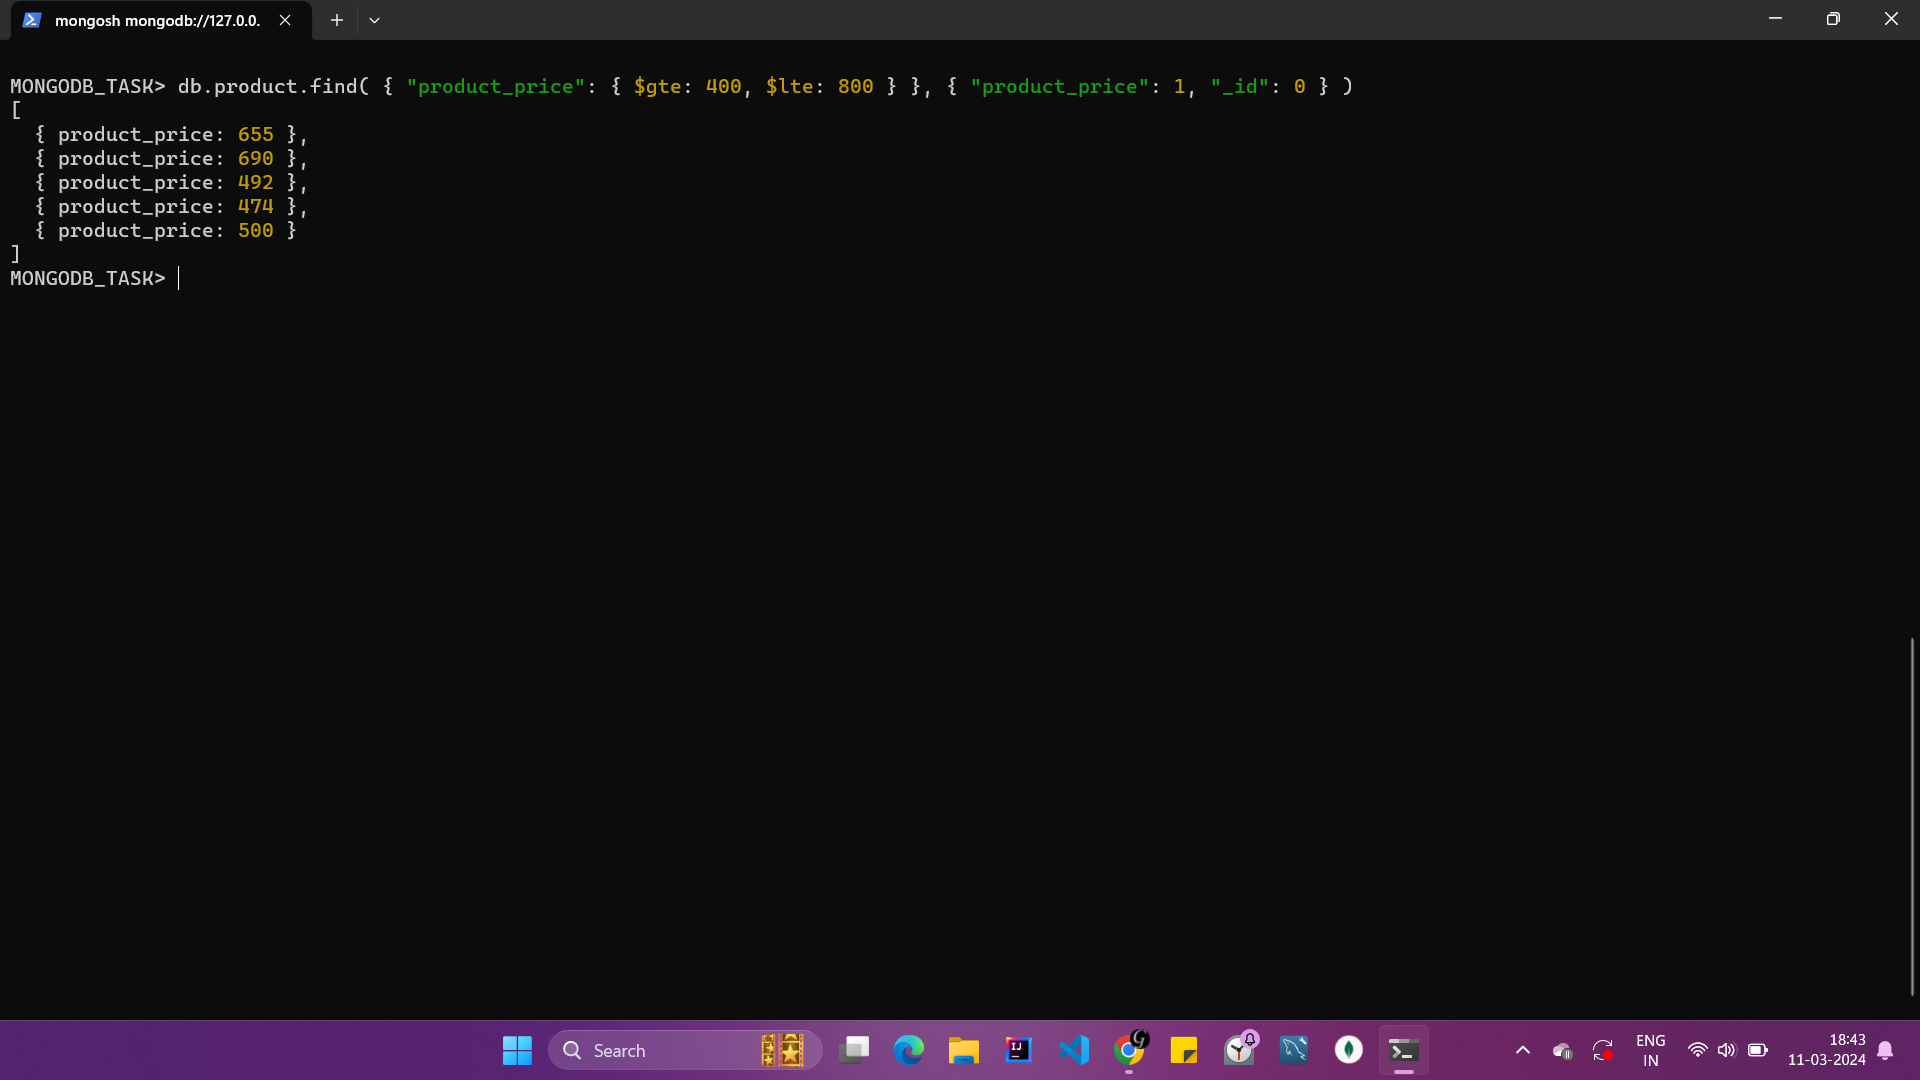 mongosh mongodb://127.0.0.
MONGODB_TASK> db.product.find( { "product_price": { $gte: 400, $lte: 800 } }, { "product_price": 1, "_id": 0 } )
[
  { product_price: 655 },
  { product_price: 690 },
  { product_price: 492 },
  { product_price: 474 },
  { product_price: 500 }
]
MONGODB_TASK>
Search
IJ
G
ENG
IN
18:43
11-03-2024